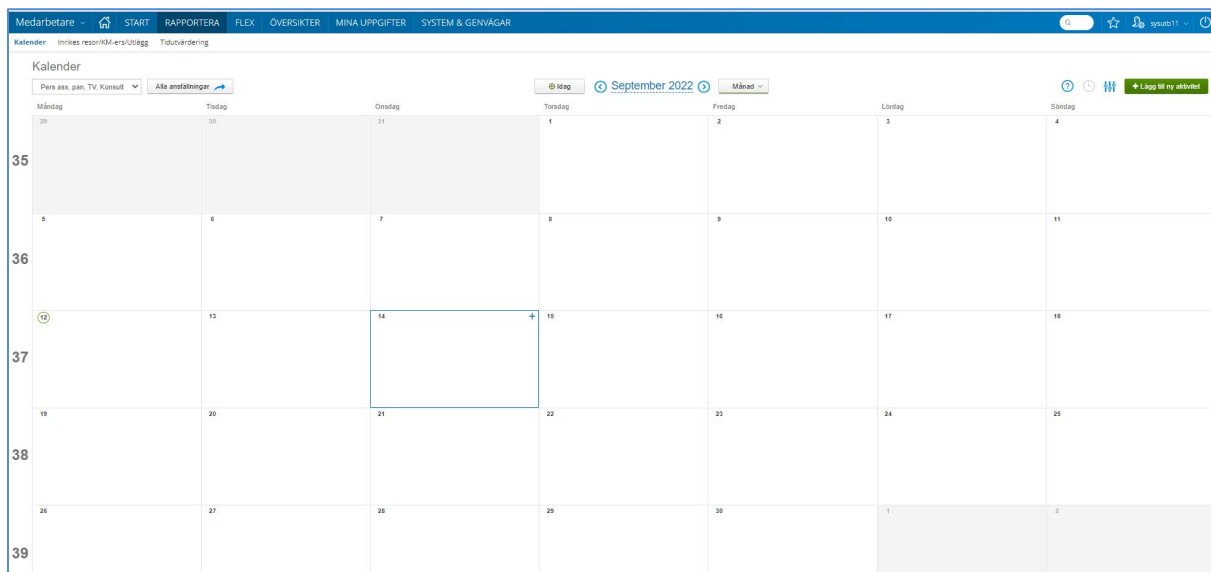 Medarbetare START RAPPORTERA FLEX ÖVERSIKTER MINA UPPGIFTER SYSTEM & GENVÄGAR sysutb11
Kalender Inrikes resor/KM-ers/Utlägg Tidutvärdering
Kalender
Pers ass, pan, TV, Konsult Alla anställningar Idag September 2022 Månad + Lägg till ny aktivitet
Måndag Tisdag Onsdag Torsdag Fredag Lördag Söndag
29 30 31 1 2 3 4
35
5 6 7 8 9 10 11
36
12 13 14 + 15 16 17 18
37
19 20 21 22 23 24 25
38
26 27 28 29 30 1 2
39